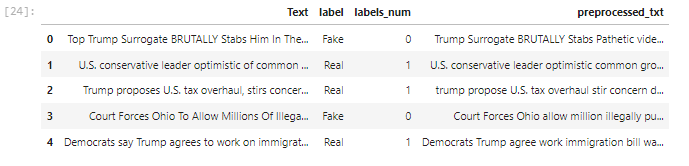 [24]: Text label labels_num preprocessed_txt
0 Top Trump Surrogate BRUTALLY Stabs Him In The... Fake 0 Trump Surrogate BRUTALLY Stabs Pathetic vide...
1 U.S. conservative leader optimistic of common ... Real 1 U.S. conservative leader optimistic common gro...
2 Trump proposes U.S. tax overhaul, stirs concer... Real 1 trump propose U.S. tax overhaul stir concern d...
3 Court Forces Ohio To Allow Millions Of Illega... Fake 0 Court Forces Ohio allow million illegally pu...
4 Democrats say Trump agrees to work on immigrat... Real 1 Democrats Trump agree work immigration bill wa...